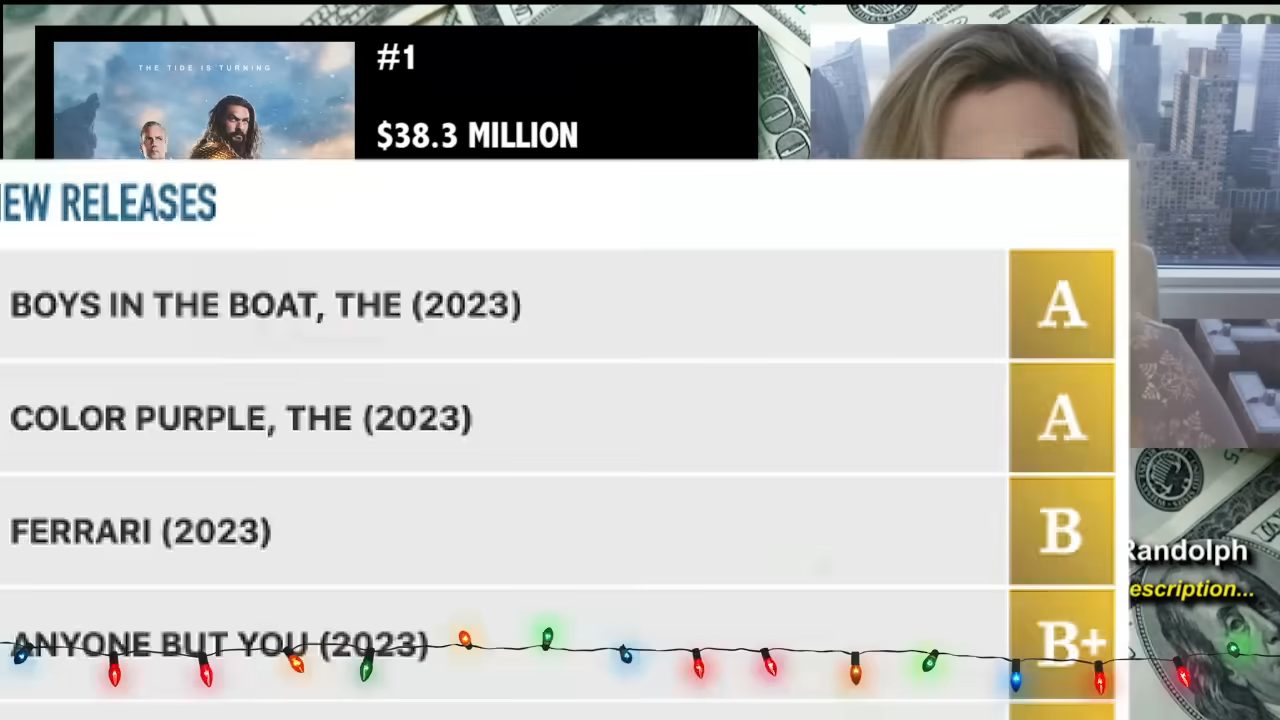 THE TIDE IS TURNING
#1
$38.3 MILLION
EW RELEASES
BOYS IN THE BOAT, THE (2023)
A
COLOR PURPLE, THE (2023)
A
FERRARI (2023)
B
ANYONE BUT YOU (2023)
B+
Randolph
escription...